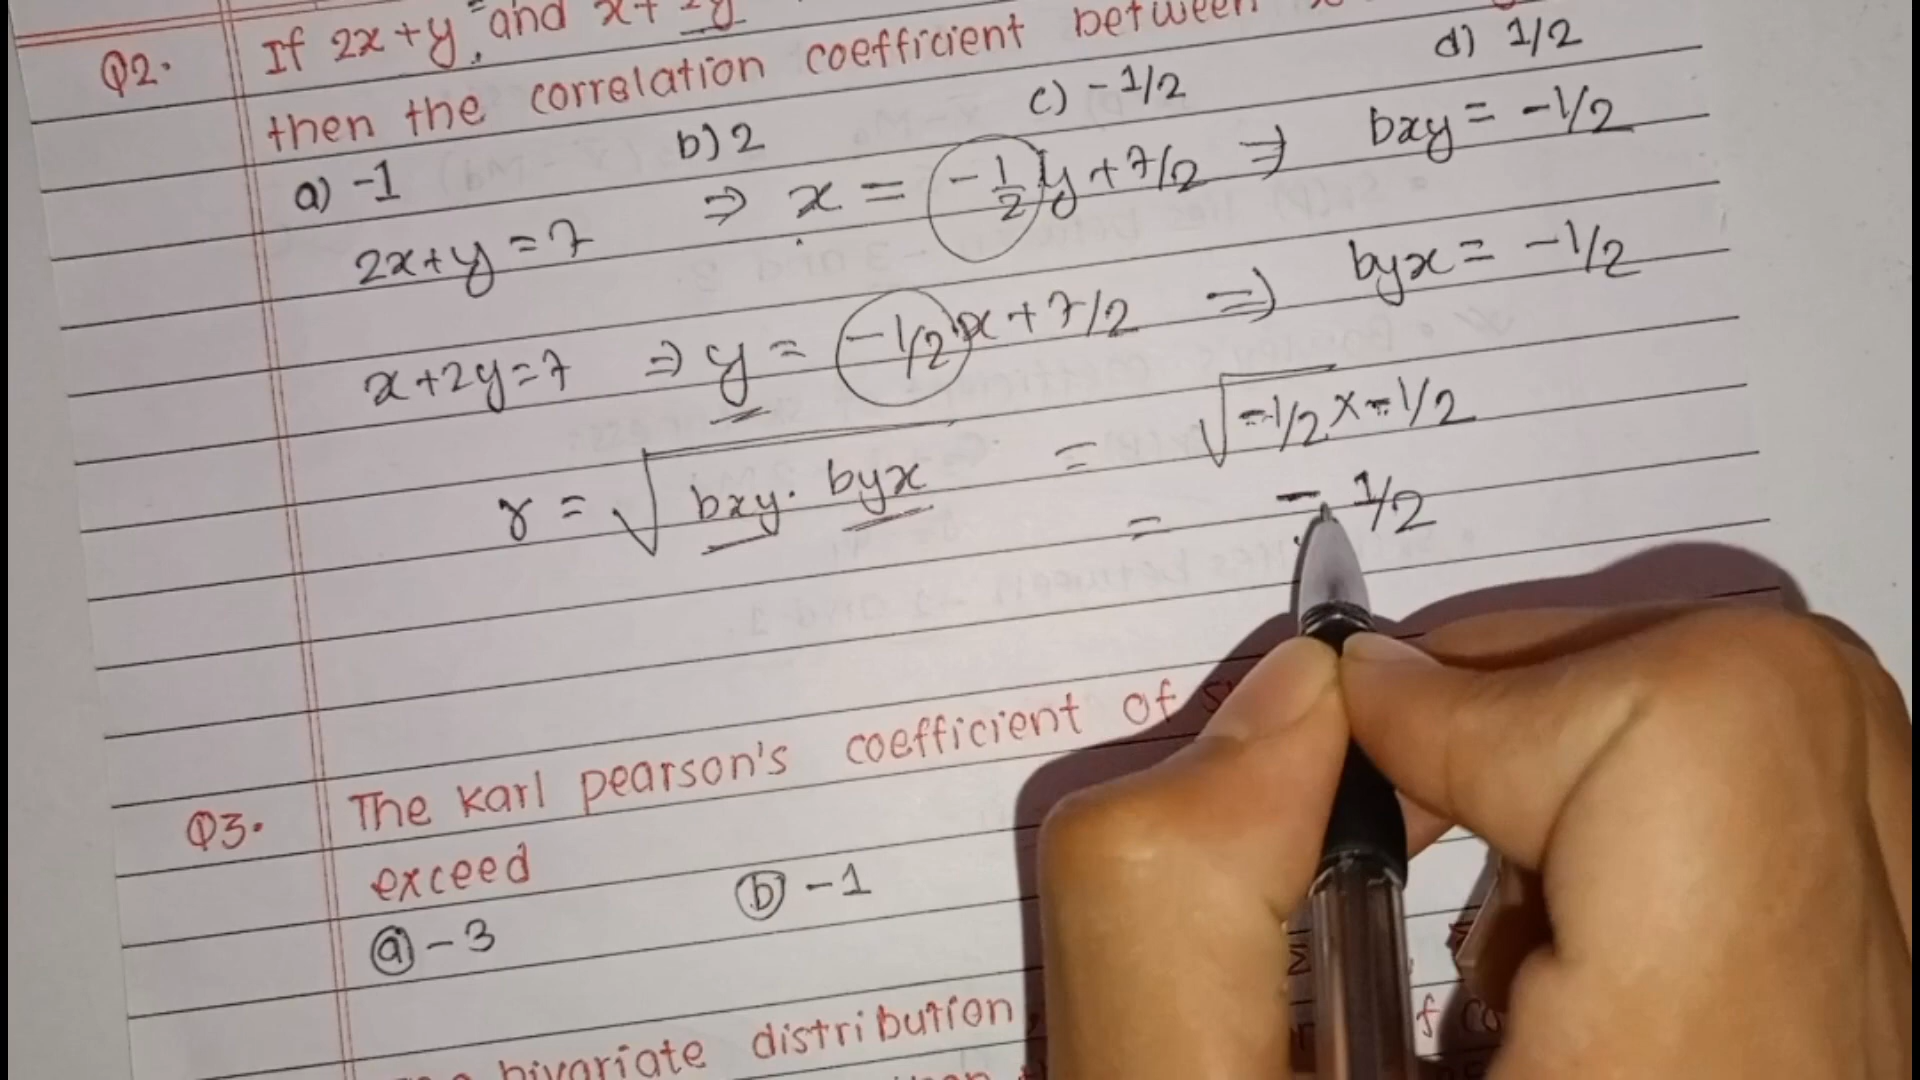 Q2. If 2x+y = and x+2y
then the correlation coefficient between
a) -1 b) 2 c) -1/2 d) 1/2
2x+y=7 ⇒ x = -1/2 y + 7/2 ⇒ bxy = -1/2
x+2y=7 ⇒ y = -1/2 x + 7/2 ⇒ byx = -1/2
r = √bxy. byx = √-1/2 x -1/2
= - 1/2
Q3. The Karl pearson's coefficient of
exceed
a -3 b -1
bivariate distribution,